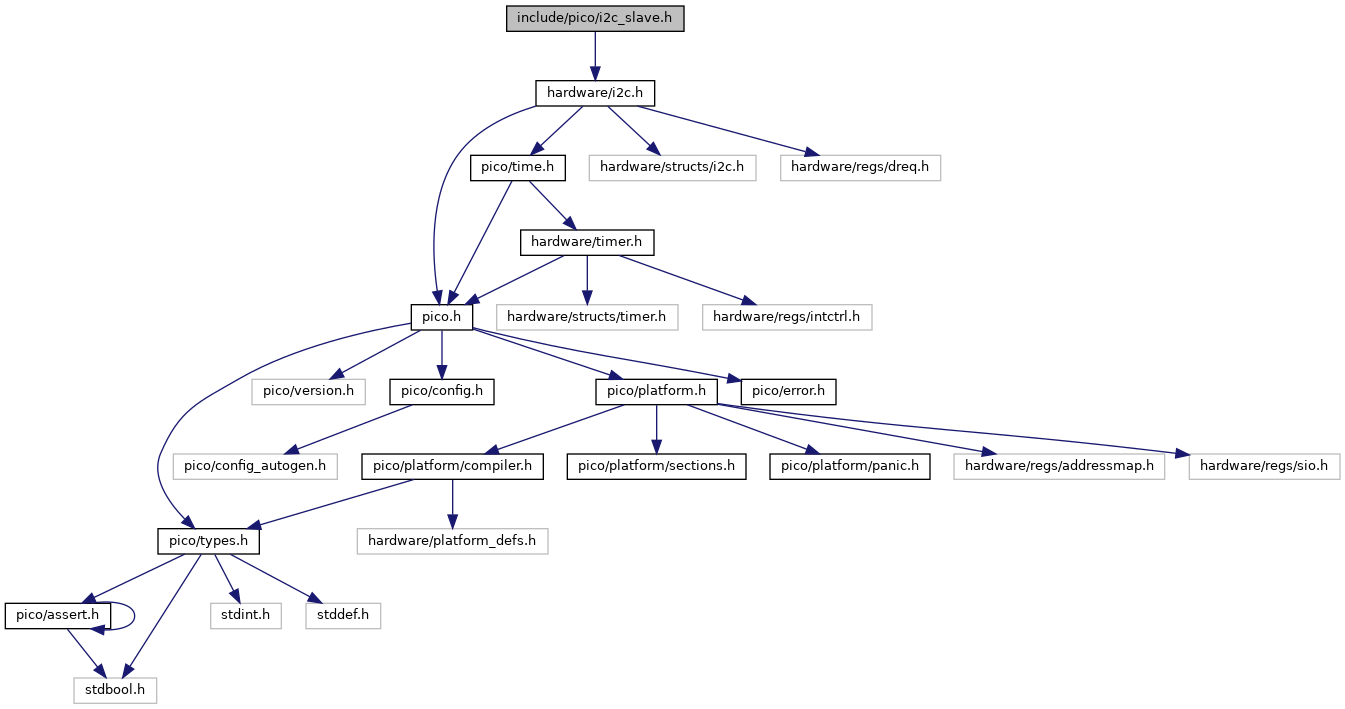 include/pico/i2c_slave.h
hardware/i2c.h
pico/time.h
hardware/structs/i2c.h
hardware/regs/dreq.h
hardware/timer.h
pico.h
hardware/structs/timer.h
hardware/regs/intctrl.h
pico/version.h
pico/config.h
pico/platform.h
pico/error.h
pico/config_autogen.h
pico/platform/compiler.h
pico/platform/sections.h
pico/platform/panic.h
hardware/regs/addressmap.h
hardware/regs/sio.h
pico/types.h
hardware/platform_defs.h
pico/assert.h
stdint.h
stddef.h
stdbool.h